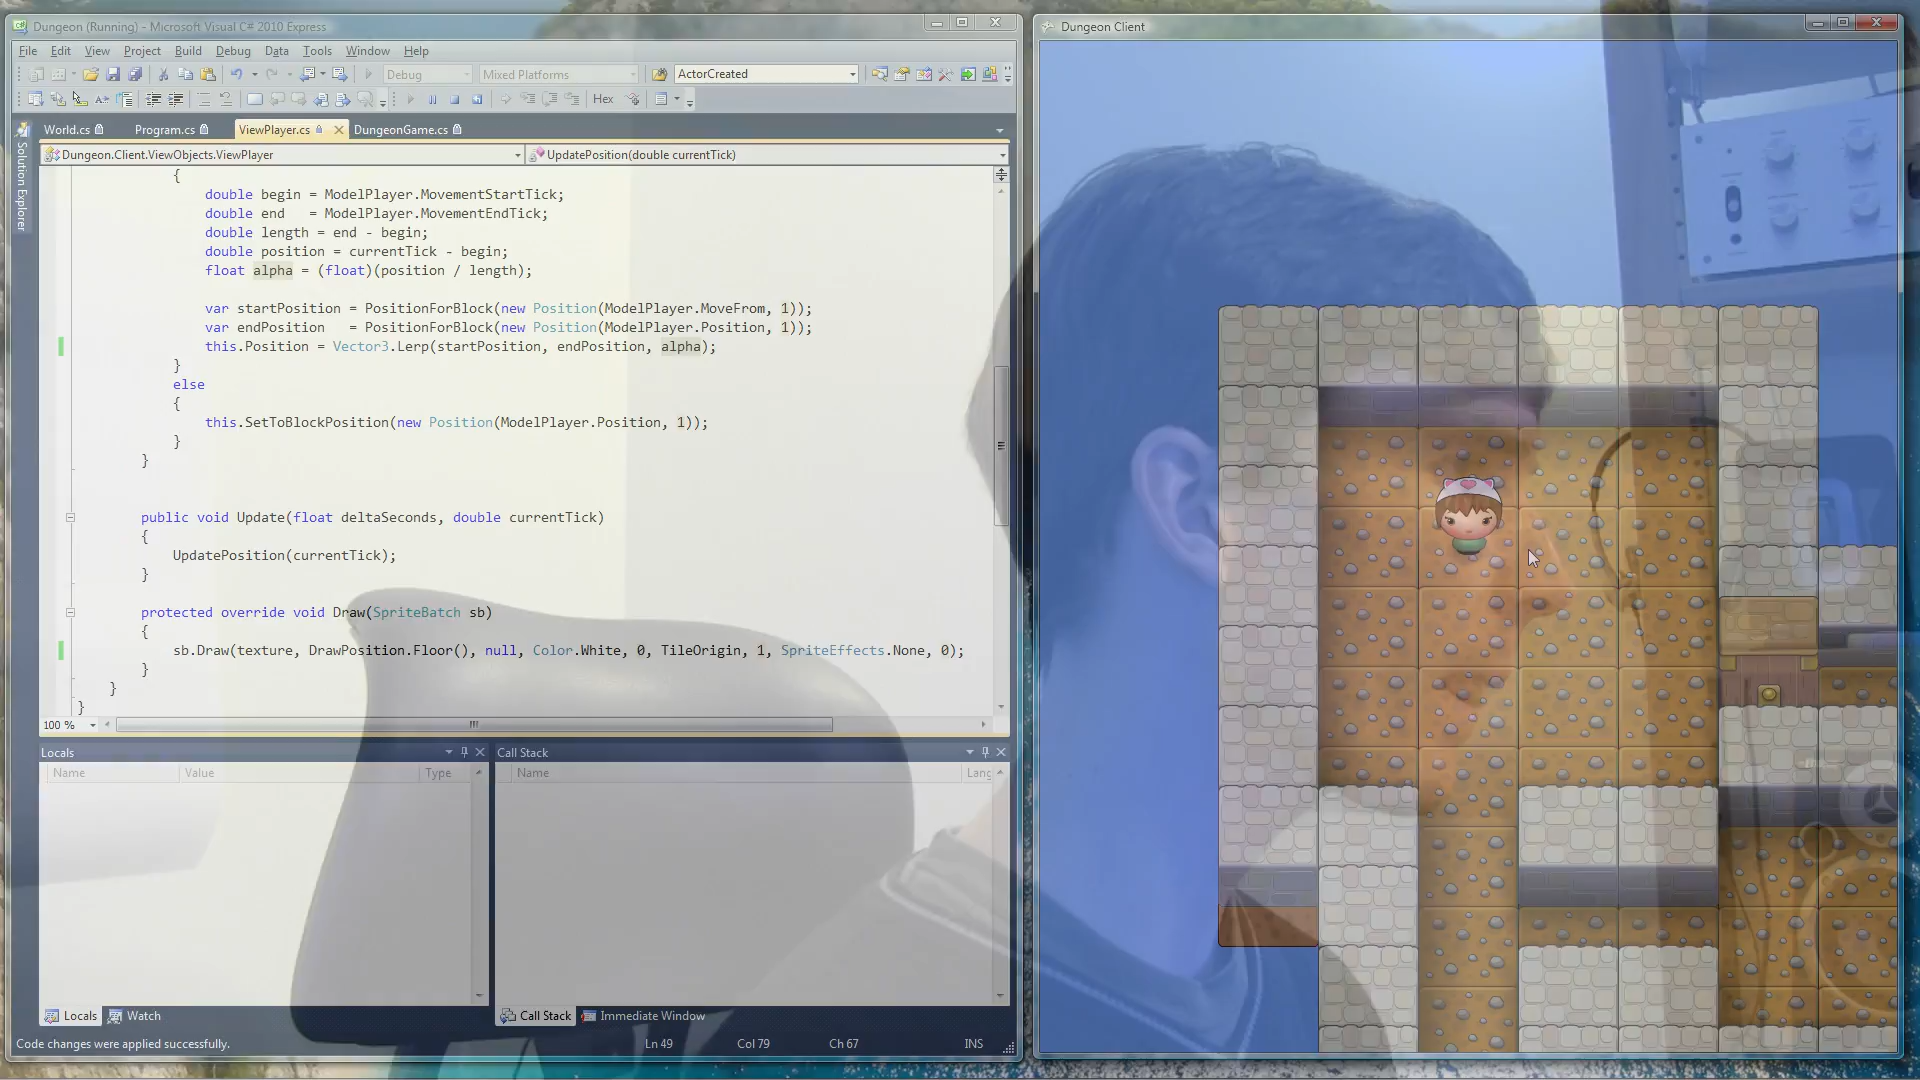 Dungeon (Running) - Microsoft Visual C# 2010 Express
File Edit View Project Build Debug Data Tools Window Help
Debug Mixed Platforms ActorCreated
Hex
World.cs Program.cs ViewPlayer.cs DungeonGame.cs
Solution Explorer
Dungeon.Client.ViewObjects.ViewPlayer UpdatePosition(double currentTick)
{
double begin = ModelPlayer.MovementStartTick;
double end   = ModelPlayer.MovementEndTick;
double length = end - begin;
double position = currentTick - begin;
float alpha = (float)(position / length);
var startPosition = PositionForBlock(new Position(ModelPlayer.MoveFrom, 1));
var endPosition   = PositionForBlock(new Position(ModelPlayer.Position, 1));
this.Position = Vector3.Lerp(startPosition, endPosition, alpha);
}
else
{
this.SetToBlockPosition(new Position(ModelPlayer.Position, 1));
}
}
public void Update(float deltaSeconds, double currentTick)
{
UpdatePosition(currentTick);
}
protected override void Draw(SpriteBatch sb)
{
sb.Draw(texture, DrawPosition.Floor(), null, Color.White, 0, TileOrigin, 1, SpriteEffects.None, 0);
}
}
}
100 %
Locals
Name Value Type
Call Stack
Name Lang
Locals Watch
Call Stack Immediate Window
Code changes were applied successfully. Ln 49 Col 79 Ch 67 INS
Dungeon Client